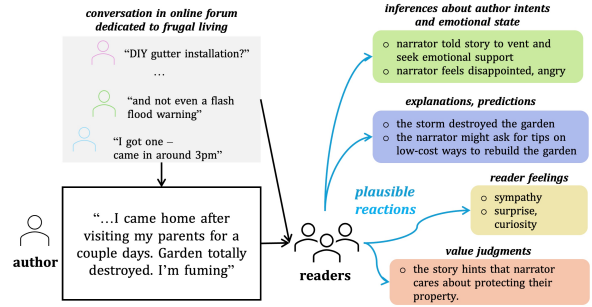 conversation in online forum
dedicated to frugal living
“DIY gutter installation?”
…
“and not even a flash
flood warning”
“I got one –
came in around 3pm”
author
“…I came home after
visiting my parents for a
couple days. Garden totally
destroyed. I’m fuming”
readers
plausible
reactions
inferences about author intents
and emotional state
o narrator told story to vent and
seek emotional support
o narrator feels disappointed, angry
explanations, predictions
o the storm destroyed the garden
o the narrator might ask for tips on
low-cost ways to rebuild the garden
reader feelings
o sympathy
o surprise,
curiosity
value judgments
o the story hints that narrator
cares about protecting their
property.